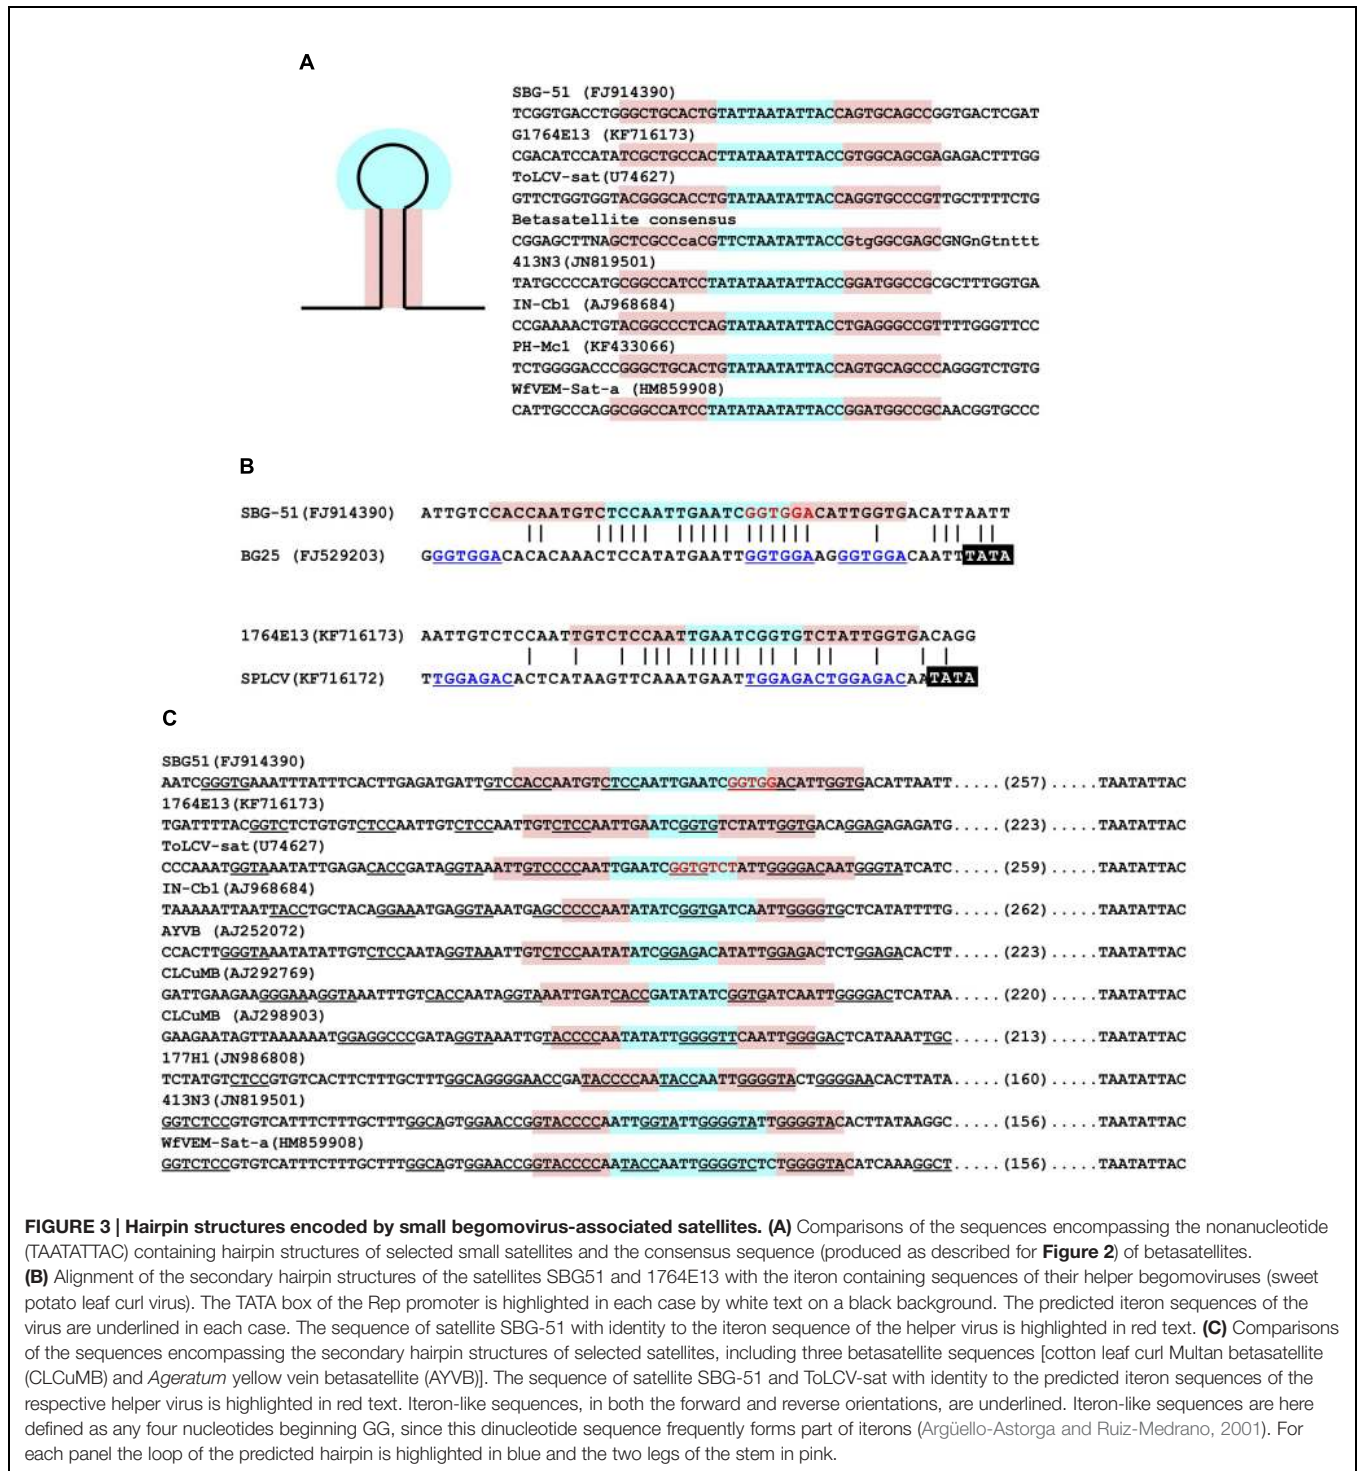 A
SBG-51 (FJ914390)
TCGGTGACCTGGGCTGCACTGTATTAATATTACCAGTGCAGCCGGTGACTCGAT
G1764E13 (KF716173)
CGACATCCATATCGCTGCCACTTATAATATTACCGTGGCAGCGAGAGACTTTGG
ToLCV-sat(U74627)
GTTCTGGTGGTACGGGCACCTGTATAATATTACCAGGTGCCCGTTGCTTTTCTG
Betasatellite consensus
CGGAGCTTNAGCTCGCCcaCGTTCTAATATTACCGtgGGCGAGCGNGnGtnttt
413N3(JN819501)
TATGCCCCATGCGGCCATCCTATATAATATTACCGGATGGCCGCGCTTTGGTGA
IN-Cb1 (AJ968684)
CCGAAAACTGTACGGCCCTCAGTATAATATTACCTGAGGGCCGTTTTGGGTTCC
PH-Mc1 (KF433066)
TCTGGGGACCCGGGCTGCACTGTATAATATTACCAGTGCAGCCCAGGGTCTGTG
WfVEM-Sat-a (HM859908)
CATTGCCCAGGCGGCCATCCTATATAATATTACCGGATGGCCGCAACGGTGCCC
B
SBG-51(FJ914390) ATTGTCCACCAATGTCTCCAATTGAATCGGTGGACATTGGTGACATTAATT
BG25 (FJ529203) GGGTGGACACACAAACTCCATATGAATTGGTGGAAGGGTGGACAATTTATA
1764E13(KF716173) AATTGTCTCCAATTGTCTCCAATTGAATCGGTGTCTATTGGTGACAGG
SPLCV(KF716172) TTGGAGACACTCATAAGTTCAAATGAATTGGAGACTGGAGACAATATA
C
SBG51(FJ914390)
AATCGGGTGAAATTTATTTCACTTGAGATGATTGTCCACCAATGTCTCCAATTGAATCGGTGGACATTGGTGACATTAATT.....(257).....TAATATTAC
1764E13(KF716173)
TGATTTTACGGTCTCTGTGTCTCCAATTGTCTCCAATTGTCTCCAATTGAATCGGTGTCTATTGGTGACAGGAGAGAGATG.....(223).....TAATATTAC
ToLCV-sat(U74627)
CCCAAATGGTAAATATTGAGACACCGATAGGTAAATTGTCCCCAATTGAATCGGTGTCTATTGGGGACAATGGGTATCATC.....(259).....TAATATTAC
IN-Cb1(AJ968684)
TAAAAATTAATTACCTGCTACAGGAAATGAGGTAAATGAGCCCCCAATATATCGGTGATCAATTGGGGTGCTCATATTTTG.....(262).....TAATATTAC
AYVB (AJ252072)
CCACTTGGGTAAATATATTGTCTCCAATAGGTAAATTGTCTCCAATATATCGGAGACATATTGGAGACTCTGGAGACACTT.....(223).....TAATATTAC
CLCuMB(AJ292769)
GATTGAAGAAGGGAAAGGTAAATTTGTCACCAATAGGTAAATTGATCACCGATATATCGGTGATCAATTGGGGACTCATAA.....(220).....TAATATTAC
CLCuMB (AJ298903)
GAAGAATAGTTAAAAAATGGAGGCCCGATAGGTAAATTGTACCCCAATATATTGGGGTTCAATTGGGGACTCATAAATTGC.....(213).....TAATATTAC
177H1(JN986808)
TCTATGTCTCCGTGTCACTTCTTTGCTTTGGCAGGGGAACCGATACCCCAATACCAATTGGGGTACTGGGGAACACTTATA.....(160).....TAATATTAC
413N3(JN819501)
GGTCTCCGTGTCATTTCTTTGCTTTGGCAGTGGAACCGGTACCCCAATTGGTATTGGGGTATTGGGGTACACTTATAAGGC.....(156).....TAATATTAC
WfVEM-Sat-a(HM859908)
GGTCTCCGTGTCATTTCTTTGCTTTGGCAGTGGAACCGGTACCCCAATACCAATTGGGGTCTCTGGGGTACATCAAAGGCT.....(156).....TAATATTAC
FIGURE 3 | Hairpin structures encoded by small begomovirus-associated satellites. (A) Comparisons of the sequences encompassing the nonanucleotide
(TAATATTAC) containing hairpin structures of selected small satellites and the consensus sequence (produced as described for Figure 2) of betasatellites.
(B) Alignment of the secondary hairpin structures of the satellites SBG51 and 1764E13 with the iteron containing sequences of their helper begomoviruses (sweet
potato leaf curl virus). The TATA box of the Rep promoter is highlighted in each case by white text on a black background. The predicted iteron sequences of the
virus are underlined in each case. The sequence of satellite SBG-51 with identity to the iteron sequence of the helper virus is highlighted in red text. (C) Comparisons
of the sequences encompassing the secondary hairpin structures of selected satellites, including three betasatellite sequences [cotton leaf curl Multan betasatellite
(CLCuMB) and Ageratum yellow vein betasatellite (AYVB)]. The sequence of satellite SBG-51 and ToLCV-sat with identity to the predicted iteron sequences of the
respective helper virus is highlighted in red text. Iteron-like sequences, in both the forward and reverse orientations, are underlined. Iteron-like sequences are here
defined as any four nucleotides beginning GG, since this dinucleotide sequence frequently forms part of iterons (Argüello-Astorga and Ruiz-Medrano, 2001). For
each panel the loop of the predicted hairpin is highlighted in blue and the two legs of the stem in pink.